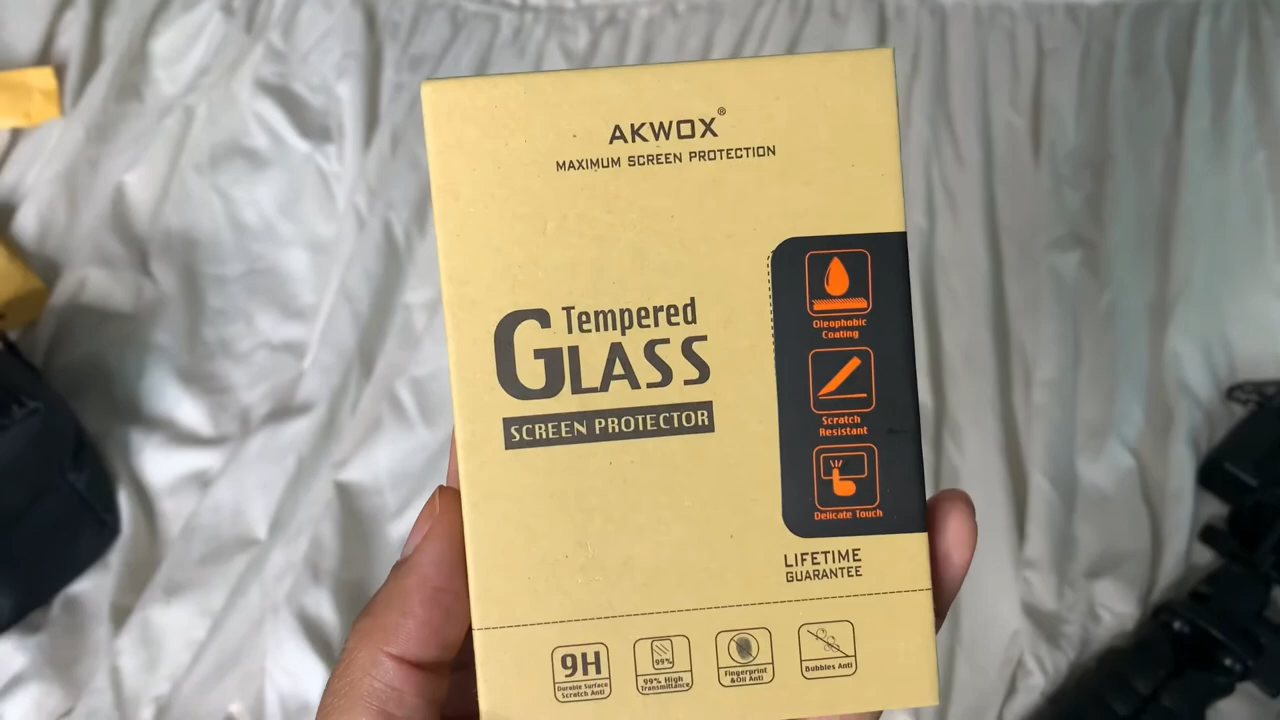 AKWOX®
MAXIMUM SCREEN PROTECTION
Tempered
GLASS
SCREEN PROTECTOR
Oleophobic
Coating
Scratch
Resistant
Delicate Touch
LIFETIME
GUARANTEE
9H
Durable Surface
Scratch Anti
99%
99% High
Transmittance
Fingerprint
&Oil Anti
Bubbles Anti